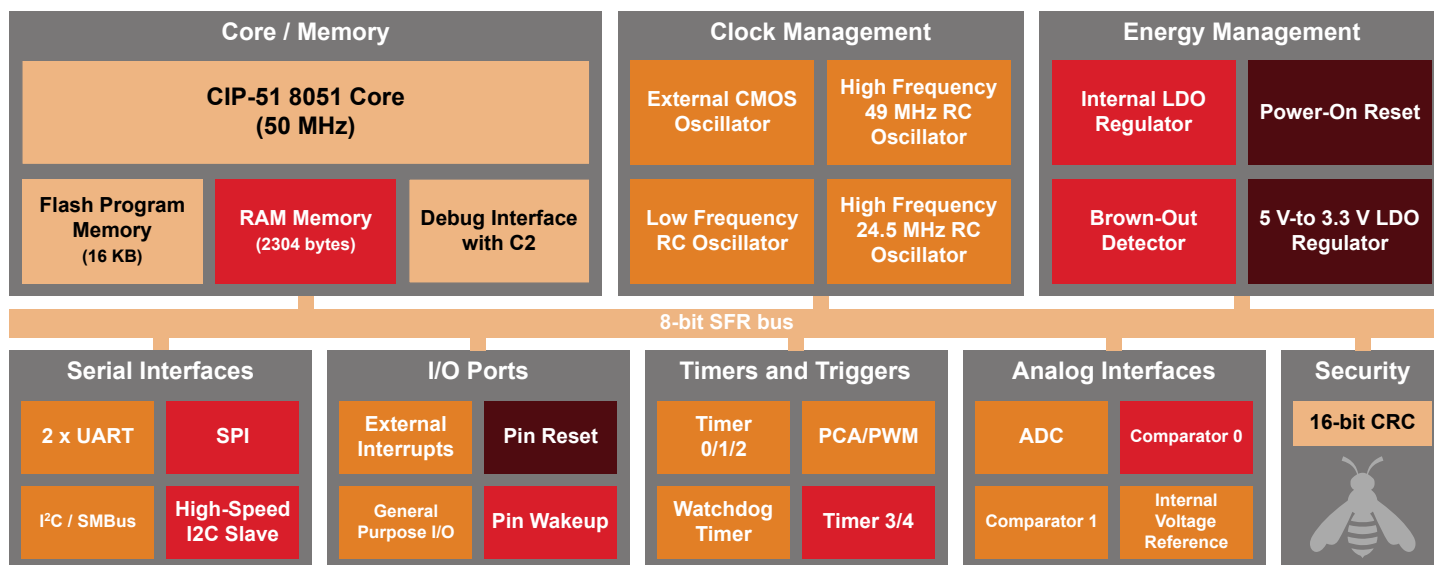 Core / Memory
CIP-51 8051 Core
(50 MHz)
Flash Program
Memory
(16 KB)
RAM Memory
(2304 bytes)
Debug Interface
with C2
Clock Management
External CMOS
Oscillator
High Frequency
49 MHz RC
Oscillator
Low Frequency
RC Oscillator
High Frequency
24.5 MHz RC
Oscillator
Energy Management
Internal LDO
Regulator
Power-On Reset
Brown-Out
Detector
5 V-to 3.3 V LDO
Regulator
8-bit SFR bus
Serial Interfaces
2 x UART
SPI
I²C / SMBus
High-Speed
I2C Slave
I/O Ports
External
Interrupts
Pin Reset
General
Purpose I/O
Pin Wakeup
Timers and Triggers
Timer
0/1/2
PCA/PWM
Watchdog
Timer
Timer 3/4
Analog Interfaces
ADC
Comparator 0
Comparator 1
Internal
Voltage
Reference
Security
16-bit CRC